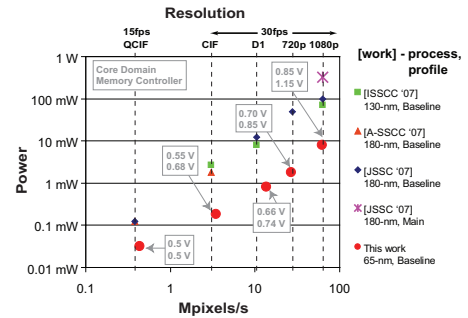 Resolution
15fps
30fps
QCIF
CIF
D1
720p
1080p
1 W
100 mW
10 mW
1 mW
0.1 mW
0.01 mW
Power
Core Domain
Memory Controller
0.85 V
1.15 V
0.70 V
0.85 V
0.55 V
0.68 V
0.66 V
0.74 V
0.5 V
0.5 V
0.1
1
10
100
Mpixels/s
[work] - process,
profile
[ISSCC '07]
130-nm, Baseline
[A-SSCC '07]
180-nm, Baseline
[JSSC '07]
180-nm, Baseline
[JSSC '07]
180-nm, Main
This work
65-nm, Baseline